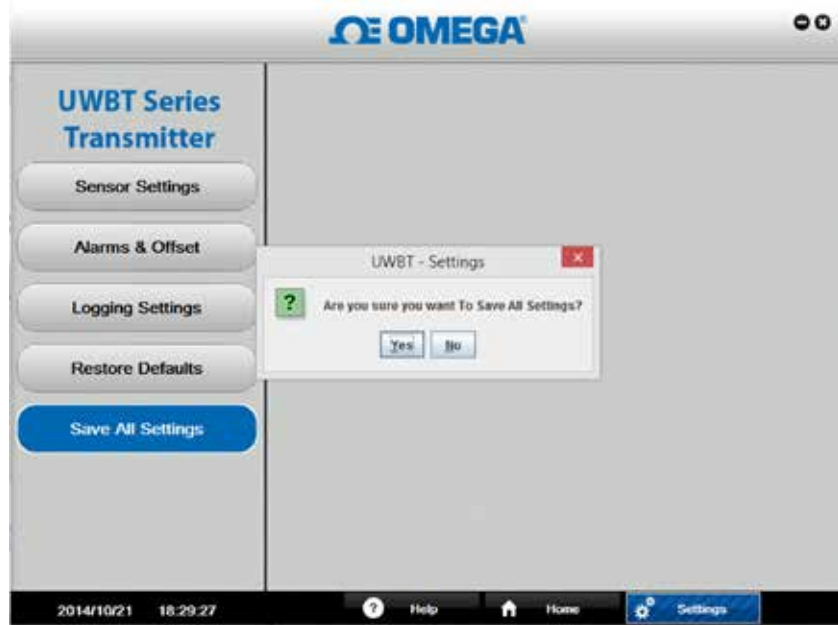 OMEGA
UWBT Series
Transmitter
Sensor Settings
Alarms & Offset
Logging Settings
Restore Defaults
Save All Settings
UWBT - Settings
Are you sure you want To Save All Settings?
Yes No
2014/10/21 18:29:27 Help Home Settings